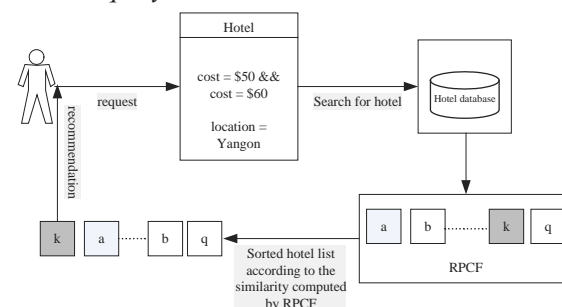 Hotel
cost = $50 &&
cost = $60
location =
Yangon
request
Search for hotel
Hotel database
recommendation
a
b
k
q
RPCF
k
a
b
q
Sorted hotel list
according to the
similarity computed
by RPCF